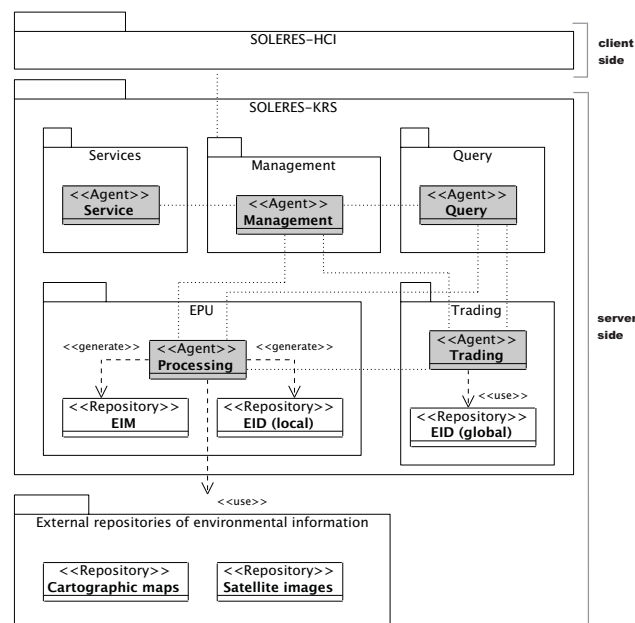 SOLERES-HCI
client
side
SOLERES-KRS
Services
Management
Query
<<Agent>>
Service
<<Agent>>
Management
<<Agent>>
Query
EPU
Trading
server
side
<<generate>>
<<Agent>>
Processing
<<generate>>
<<Agent>>
Trading
<<use>>
<<Repository>>
EIM
<<Repository>>
EID (local)
<<Repository>>
EID (global)
<<use>>
External repositories of environmental information
<<Repository>>
Cartographic maps
<<Repository>>
Satellite images